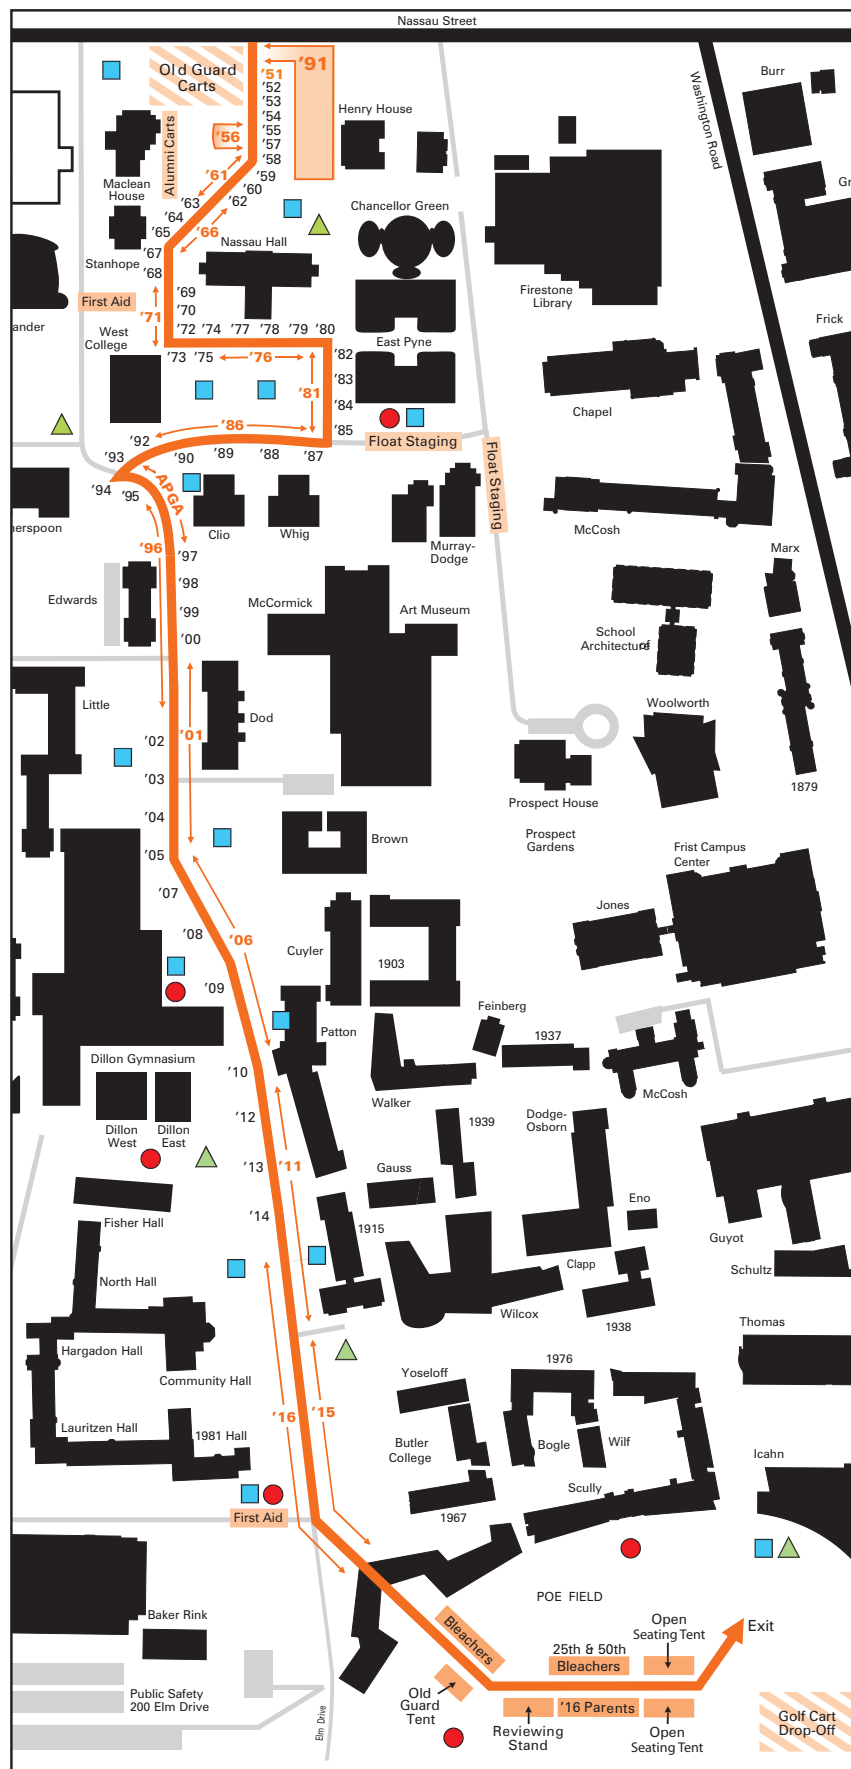 Nassau Street
Old Guard
Carts
'91
'51
'52
'53
'54
'55
'57
'58
'56
Burr
Washington Road
Henry House
Alumni Carts
Maclean
House
'59
'60
'61
'62
'63
'64
'65
'66
'67
'68
Chancellor Green
Gr
Stanhope
Nassau Hall
Firestone
Library
First Aid
ander
'69
'70
'71
'72
'74
'77
'78
'79
'80
West
College
East Pyne
Frick
'73
'75
'76
'82
'83
'81
'84
'85
Chapel
'86
'92
'93
'90
'89
'88
'87
Float Staging
Float Staging
'94
'95
APGA
herspoon
Clio
Whig
Murray-
Dodge
McCosh
'96
'97
'98
'99
'00
Marx
Edwards
McCormick
Art Museum
School
of
Architecture
Little
Dod
Woolworth
'01
'02
'03
'04
'05
1879
Prospect House
Prospect
Gardens
Brown
Frist Campus
Center
'07
'08
'06
'09
Jones
Cuyler
1903
Feinberg
1937
Patton
Dillon Gymnasium
'10
Walker
McCosh
Dillon
West
Dillon
East
'12
1939
Dodge-
Osborn
'13
'11
Gauss
'14
Eno
Fisher Hall
1915
Guyot
North Hall
Clapp
Schultz
Wilcox
1938
Thomas
Hargadon Hall
Community Hall
Yoseloff
1976
'16
'15
Lauritzen Hall
1981 Hall
Butler
College
Bogle
Wilf
Icahn
Scully
First Aid
1967
POE FIELD
Baker Rink
Bleachers
25th & 50th
Bleachers
Open
Seating Tent
Exit
Old
Guard
Tent
Public Safety
200 Elm Drive
Elm Drive
Reviewing
Stand
'16 Parents
Open
Seating Tent
Golf Cart
Drop-Off